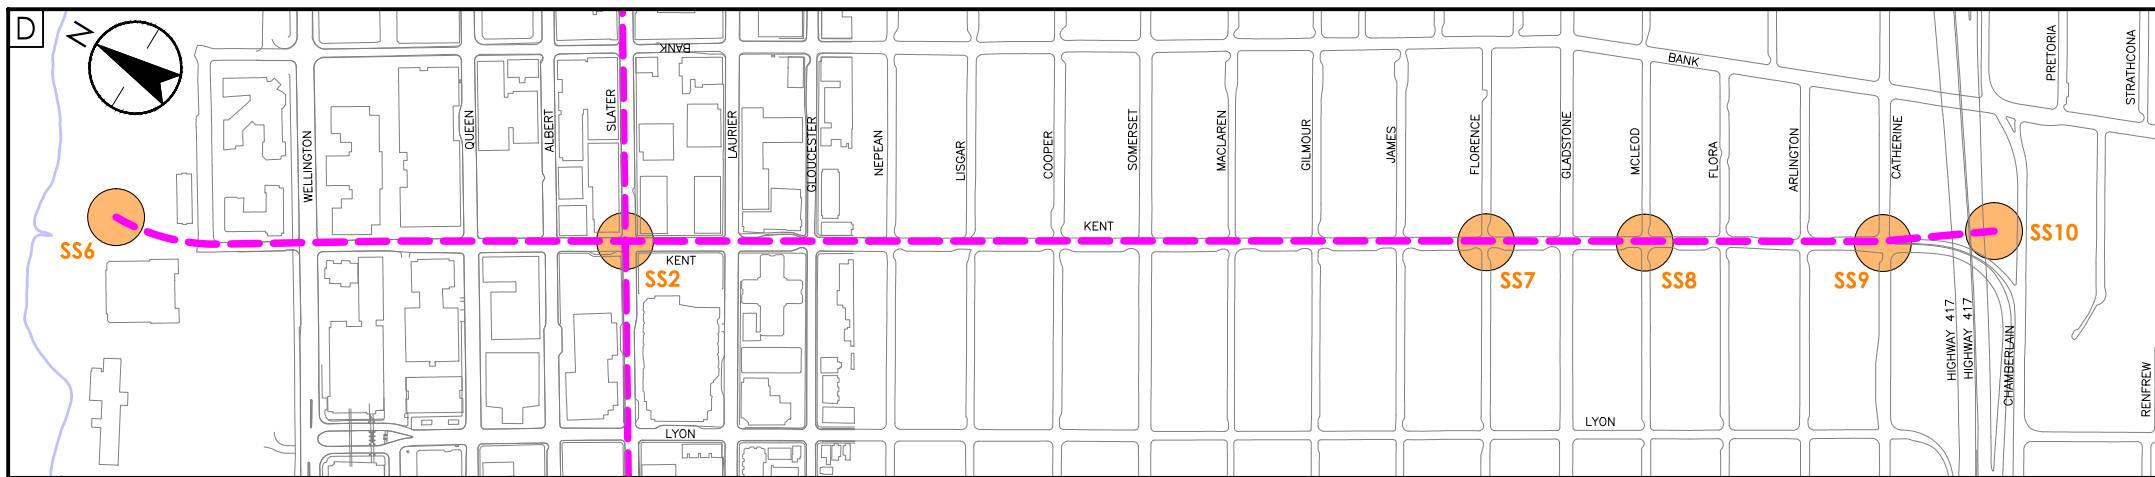 D
N
BANK
BANK
PRETORIA
STRATHCONA
WELLINGTON
QUEEN
ALBERT
SLATER
LAURIER
GLOUCESTER
NEPEAN
LISGAR
COOPER
SOMERSET
MACLAREN
GILMOUR
JAMES
FLORENCE
GLADSTONE
MCLEOD
FLORA
ARLINGTON
CATHERINE
KENT
SS6
KENT
SS2
SS7
SS8
SS9
SS10
HIGHWAY 417
HIGHWAY 417
CHAMBERLAIN
RENFREW
LYON
LYON